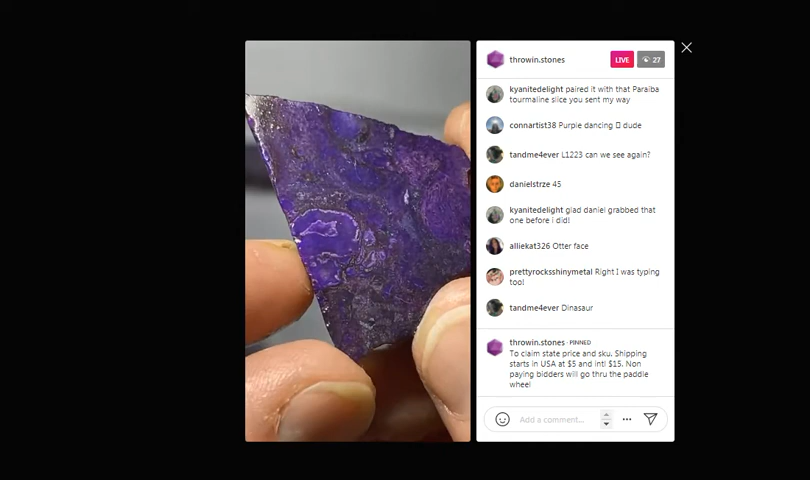 throwin.stones
LIVE
27
kyanitedelight paired it with that Paraiba
tourmaline slice you sent my way
connartist38 Purple dancing dude
tandme4ever L1223 can we see again?
danielstrze 45
kyanitedelight glad daniel grabbed that
one before i did!
alliekat326 Otter face
prettyrocksshinymetal Right I was typing
too!
tandme4ever Dinasaur
throwin.stones · PINNED
To claim state price and sku. Shipping
starts in USA at $5 and intl $15. Non
paying bidders will go thru the paddle
wheel
Add a comment...